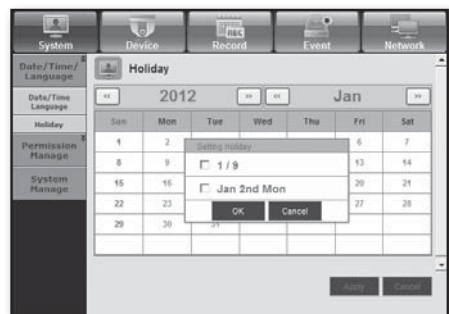 System Device Record Event Network
REC
Date/Time/
Language
Date/Time
Language
Holiday
Permission
Manage
System
Manage
Holiday
<< 2012 >> << Jan >>
Sun Mon Tue Wed Thu Fri Sat
1 2 6 7
8 9 13 14
15 16 20 21
22 23 27 28
29 30 31
Setting Holiday
1 / 9
Jan 2nd Mon
OK Cancel
Apply Cancel